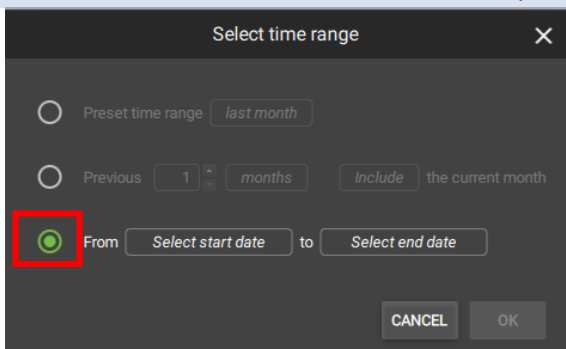 Select time range
Preset time range last month
Previous 1 months Include the current month
From Select start date to Select end date
CANCEL OK